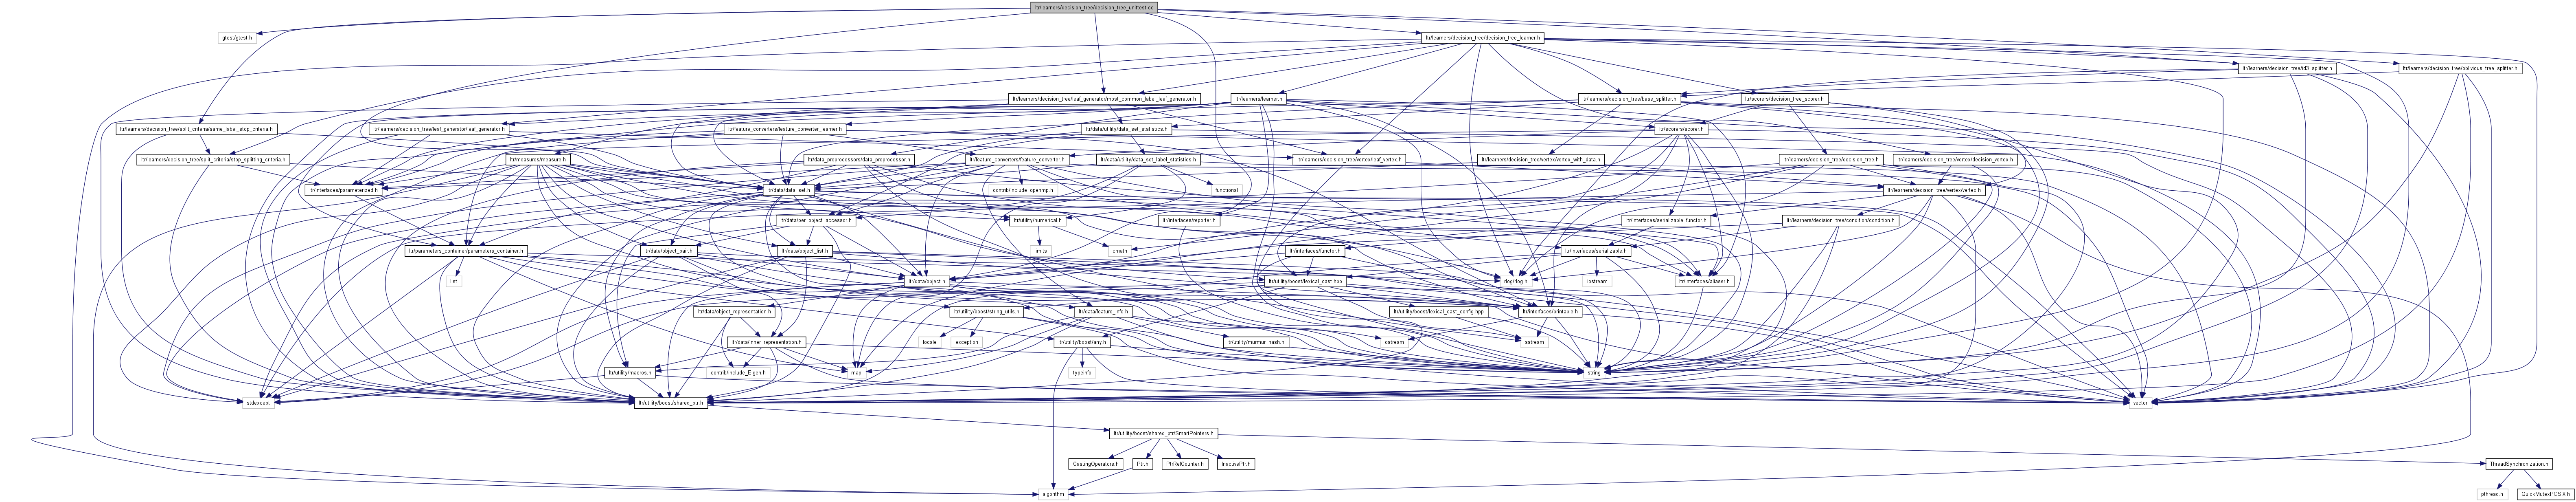 ltr/learners/decision_tree/decision_tree_unittest.cc
gtest/gtest.h
ltr/learners/decision_tree/decision_tree_learner.h
ltr/learners/decision_tree/id3_splitter.h
ltr/learners/decision_tree/oblivious_tree_splitter.h
ltr/learners/decision_tree/leaf_generator/most_common_label_leaf_generator.h
ltr/learners/learner.h
ltr/learners/decision_tree/base_splitter.h
ltr/scorers/decision_tree_scorer.h
ltr/learners/decision_tree/split_criteria/same_label_stop_criteria.h
ltr/learners/decision_tree/leaf_generator/leaf_generator.h
ltr/feature_converters/feature_converter_learner.h
ltr/data/utility/data_set_statistics.h
ltr/scorers/scorer.h
ltr/learners/decision_tree/split_criteria/stop_splitting_criteria.h
ltr/measures/measure.h
ltr/data_preprocessors/data_preprocessor.h
ltr/feature_converters/feature_converter.h
ltr/data/utility/data_set_label_statistics.h
ltr/learners/decision_tree/vertex/leaf_vertex.h
ltr/learners/decision_tree/vertex/vertex_with_data.h
ltr/learners/decision_tree/decision_tree.h
ltr/learners/decision_tree/vertex/decision_vertex.h
ltr/interfaces/parameterized.h
ltr/data/data_set.h
contrib/include_openmp.h
functional
ltr/learners/decision_tree/vertex/vertex.h
ltr/data/per_object_accessor.h
ltr/utility/numerical.h
ltr/interfaces/reporter.h
ltr/interfaces/serializable_functor.h
ltr/learners/decision_tree/condition/condition.h
ltr/parameters_container/parameters_container.h
ltr/data/object_pair.h
ltr/data/object_list.h
limits
cmath
ltr/interfaces/functor.h
ltr/interfaces/serializable.h
list
ltr/data/object.h
ltr/utility/boost/lexical_cast.hpp
rlog/rlog.h
iostream
ltr/interfaces/aliaser.h
ltr/data/object_representation.h
ltr/utility/boost/string_utils.h
ltr/data/feature_info.h
ltr/utility/boost/lexical_cast_config.hpp
ltr/interfaces/printable.h
ltr/data/inner_representation.h
locale
exception
ltr/utility/boost/any.h
ltr/utility/murmur_hash.h
ostream
sstream
ltr/utility/macros.h
contrib/include_Eigen.h
map
typeinfo
string
stdexcept
ltr/utility/boost/shared_ptr.h
vector
ltr/utility/boost/shared_ptr/SmartPointers.h
CastingOperators.h
Ptr.h
PtrRefCounter.h
InactivePtr.h
ThreadSynchronization.h
algorithm
pthread.h
QuickMutexPOSIX.h